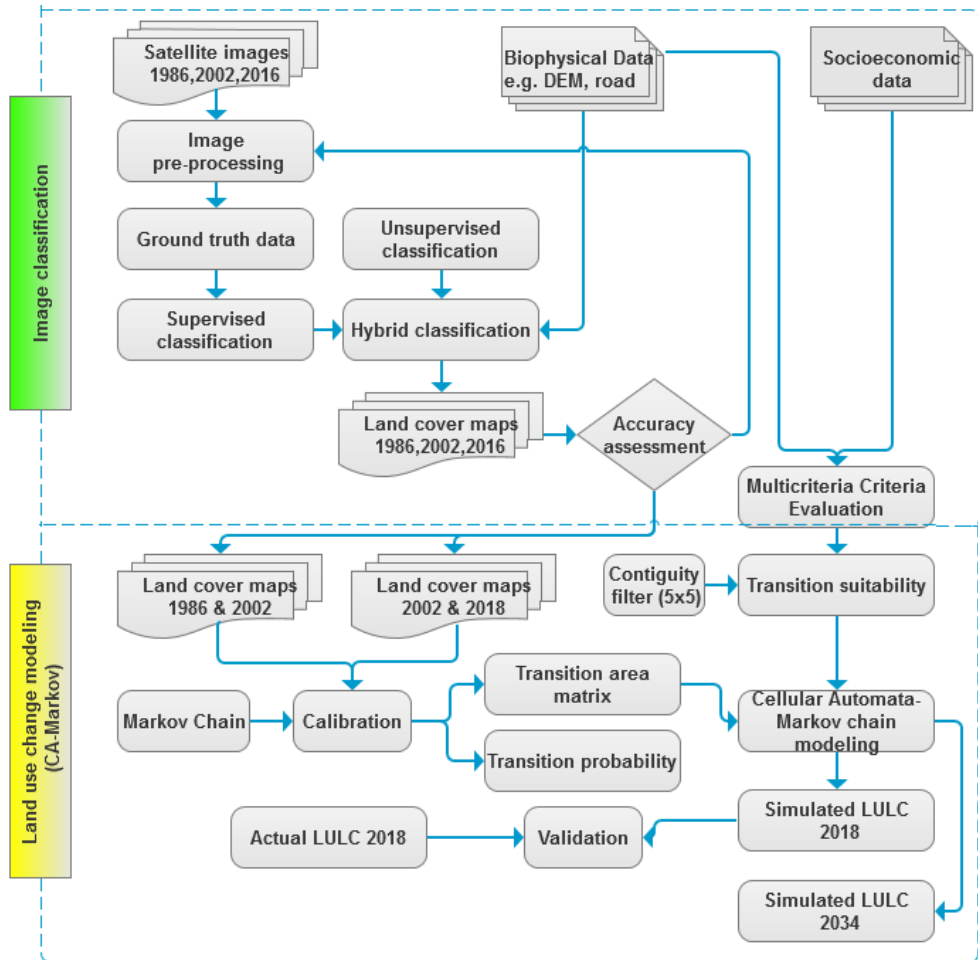 Satellite images
1986,2002,2016
Biophysical Data
e.g. DEM, road
Socioeconomic
data
Image classification
Image
pre-processing
Ground truth data
Unsupervised
classification
Supervised
classification
Hybrid classification
Land cover maps
1986,2002,2016
Accuracy
assessment
Multicriteria Criteria
Evaluation
Land use change modeling
(CA-Markov)
Land cover maps
1986 & 2002
Land cover maps
2002 & 2018
Contiguity
filter (5x5)
Transition suitability
Markov Chain
Calibration
Transition area
matrix
Transition probability
Cellular Automata-
Markov chain
modeling
Actual LULC 2018
Validation
Simulated LULC
2018
Simulated LULC
2034